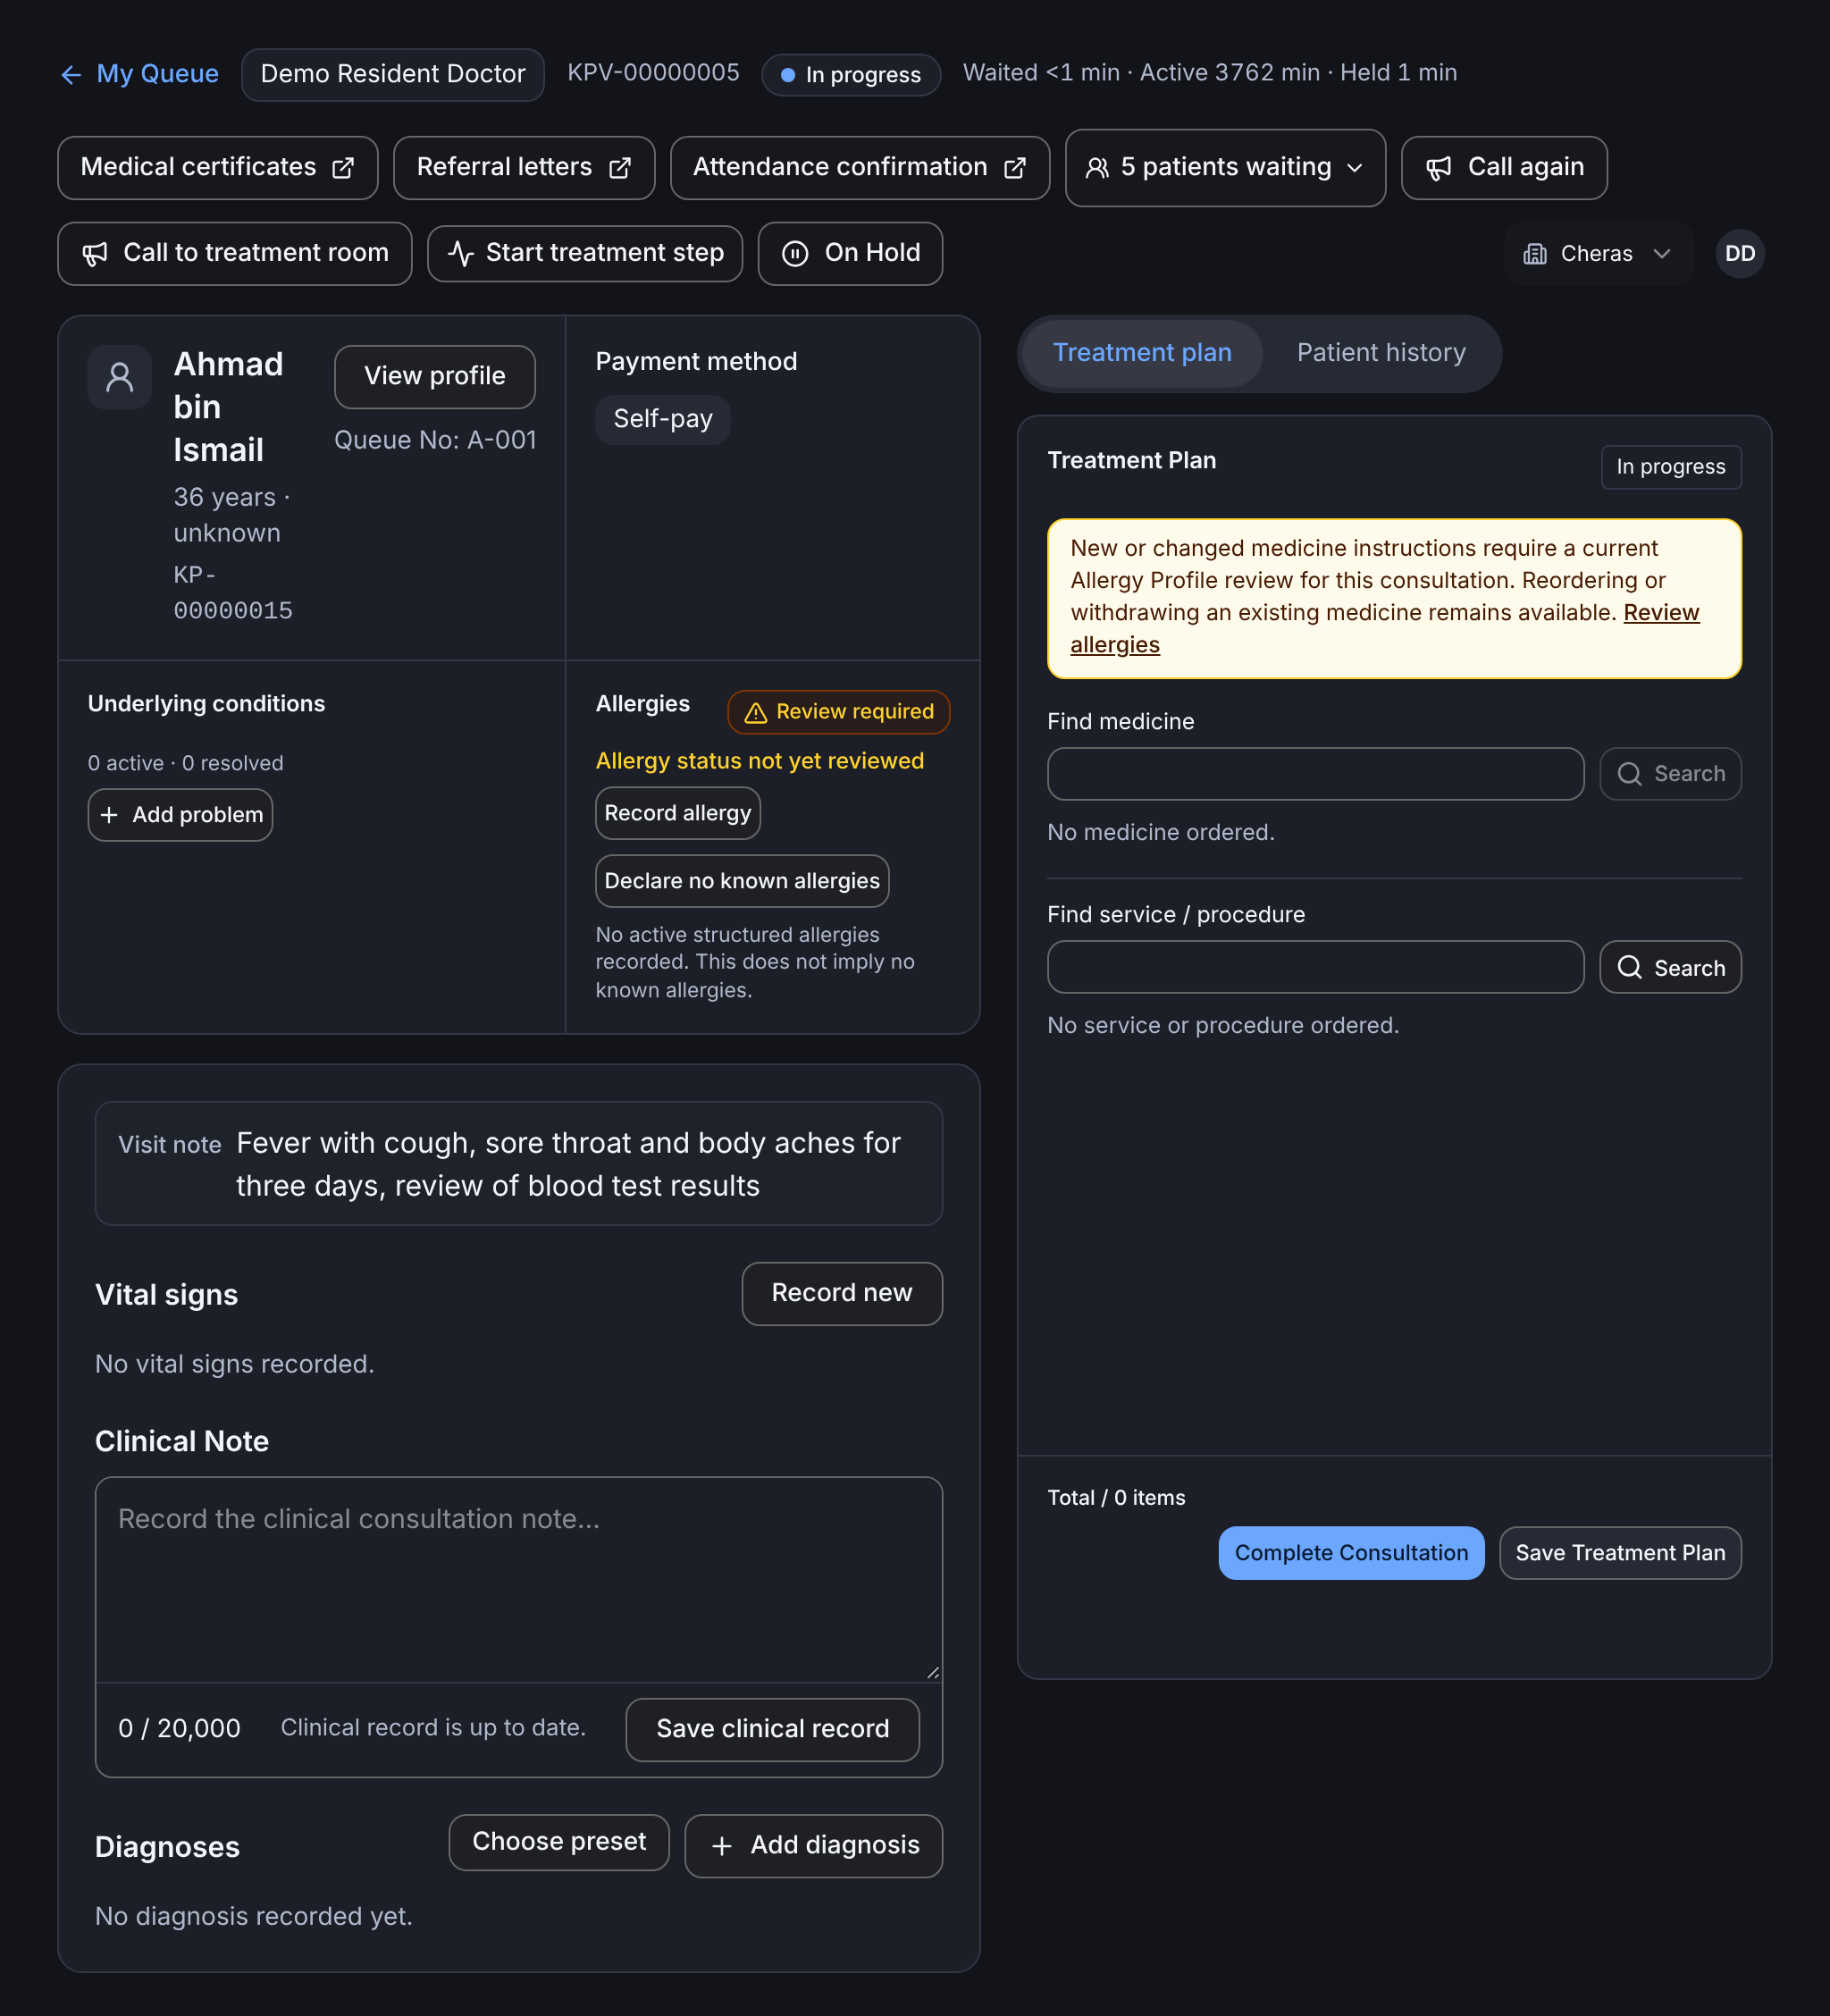 My Queue
Demo Resident Doctor
KPV-00000005
In progress
Waited <1 min · Active 3762 min · Held 1 min
Medical certificates
Referral letters
Attendance confirmation
5 patients waiting
Call again
Call to treatment room
Start treatment step
On Hold
Cheras
DD
Ahmad
bin
Ismail
36 years ·
unknown
KP-
00000015
View profile
Queue No: A-001
Payment method
Self-pay
Underlying conditions
0 active · 0 resolved
+ Add problem
Allergies
Review required
Allergy status not yet reviewed
Record allergy
Declare no known allergies
No active structured allergies
recorded. This does not imply no
known allergies.
Visit note
Fever with cough, sore throat and body aches for
three days, review of blood test results
Vital signs
Record new
No vital signs recorded.
Clinical Note
Record the clinical consultation note...
0 / 20,000
Clinical record is up to date.
Save clinical record
Diagnoses
Choose preset
+ Add diagnosis
No diagnosis recorded yet.
Treatment plan
Patient history
Treatment Plan
In progress
New or changed medicine instructions require a current
Allergy Profile review for this consultation. Reordering or
withdrawing an existing medicine remains available. Review
allergies
Find medicine
Search
No medicine ordered.
Find service / procedure
Search
No service or procedure ordered.
Total / 0 items
Complete Consultation
Save Treatment Plan